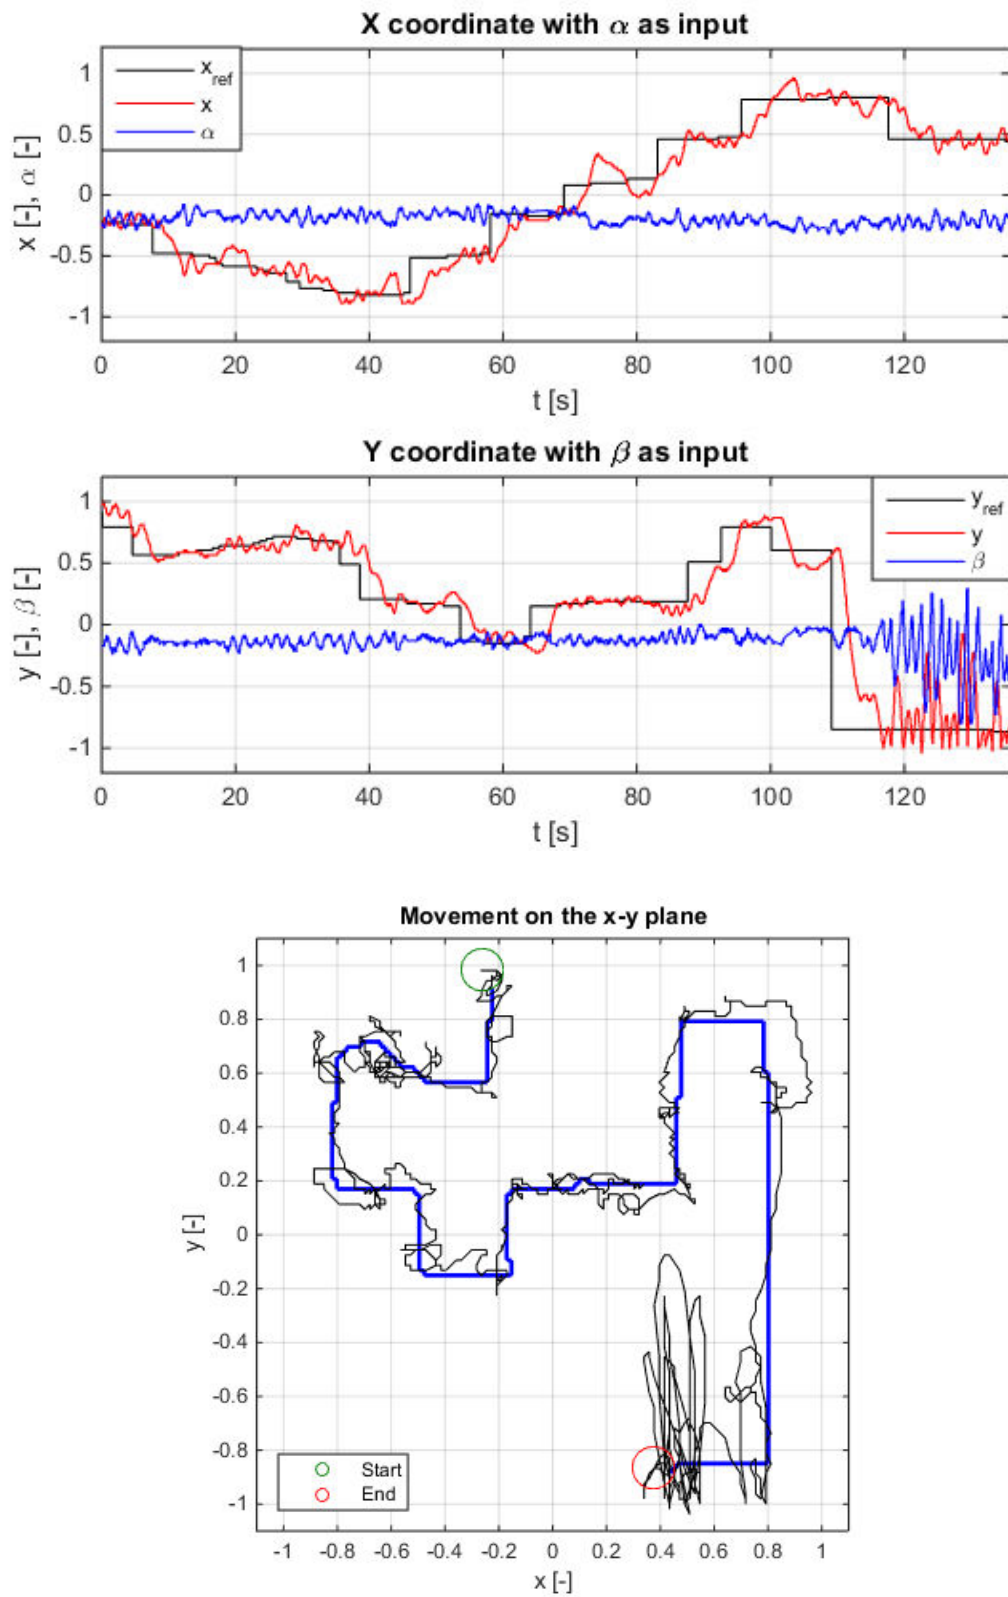 X coordinate with α as input
x_ref
x
α
1
0.5
0
-0.5
-1
x [-], α [-]
0 20 40 60 80 100 120
t [s]
Y coordinate with β as input
y_ref
y
β
1
0.5
0
-0.5
-1
y [-], β [-]
0 20 40 60 80 100 120
t [s]
Movement on the x-y plane
1
0.8
0.6
0.4
0.2
0
-0.2
-0.4
-0.6
-0.8
-1
y [-]
Start
End
-1 -0.8 -0.6 -0.4 -0.2 0 0.2 0.4 0.6 0.8 1
x [-]